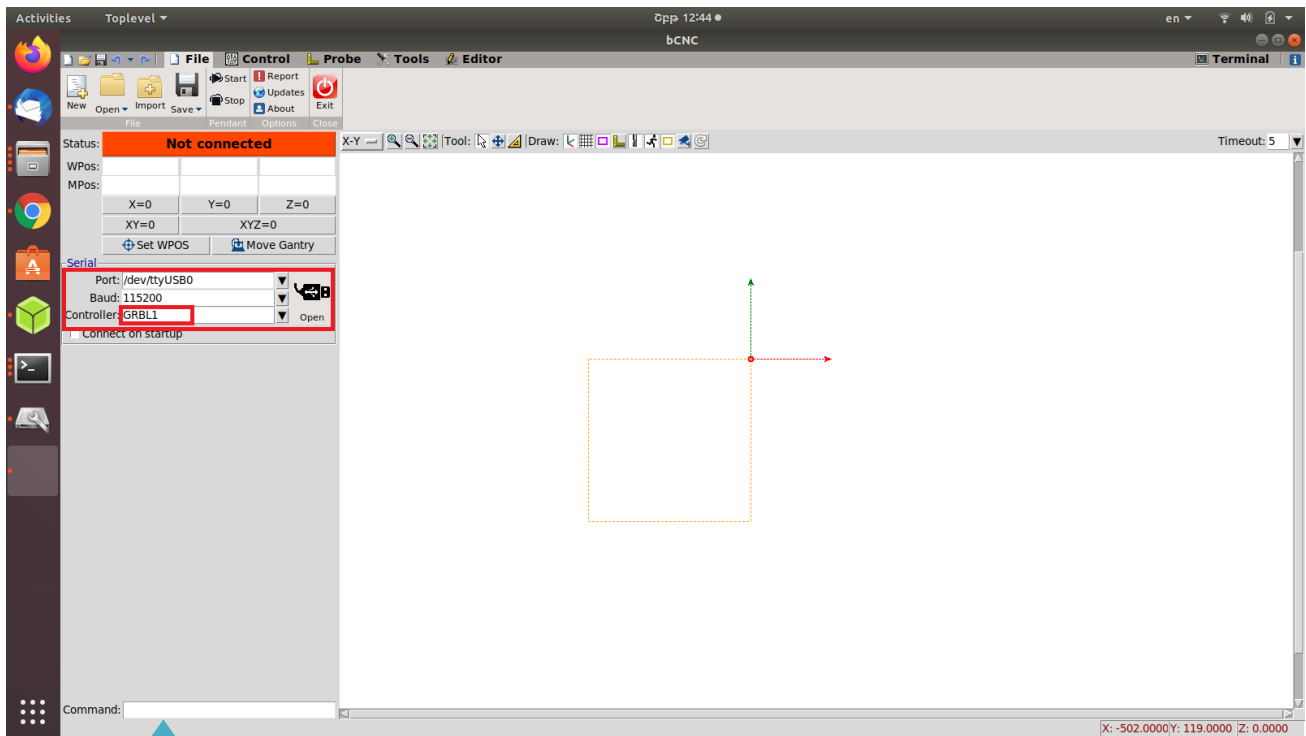 Activities Toplevel Որբ 12:44 en
bCNC
File Control Probe Tools Editor Terminal
New Open Import Save Start Stop Report Updates About Exit
File Pendant Options Close
Status: Not connected
X-Y Tool: Draw: Timeout: 5
WPos:
MPos:
X=0 Y=0 Z=0
XY=0 XYZ=0
Set WPOS Move Gantry
Serial
Port: /dev/ttyUSB0
Baud: 115200
Controller: GRBL1 Open
Connect on startup
Command:
X: -502.0000 Y: 119.0000 Z: 0.0000